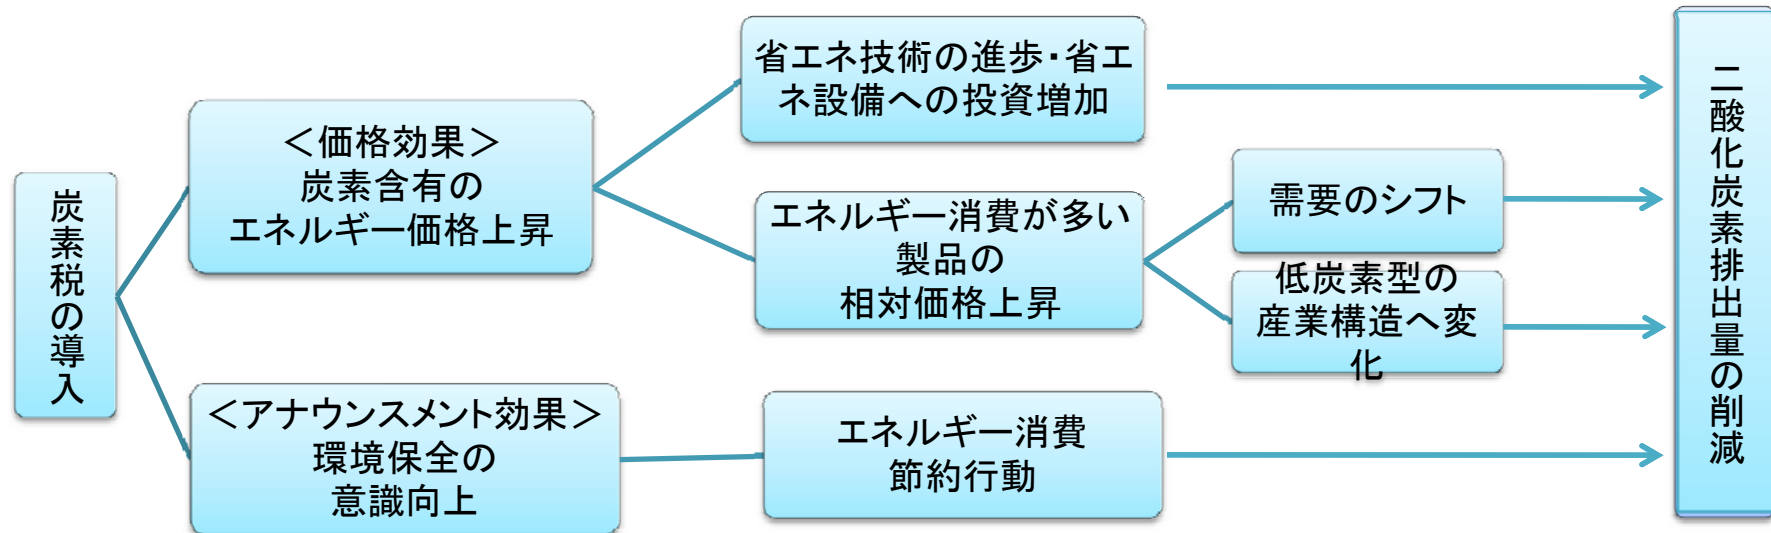 炭素税の導入
＜価格効果＞
炭素含有の
エネルギー価格上昇
＜アナウンスメント効果＞
環境保全の
意識向上
省エネ技術の進歩・省エ
ネ設備への投資増加
エネルギー消費が多い
製品の
相対価格上昇
エネルギー消費
節約行動
需要のシフト
低炭素型の
産業構造へ変
化
二酸化炭素排出量の削減